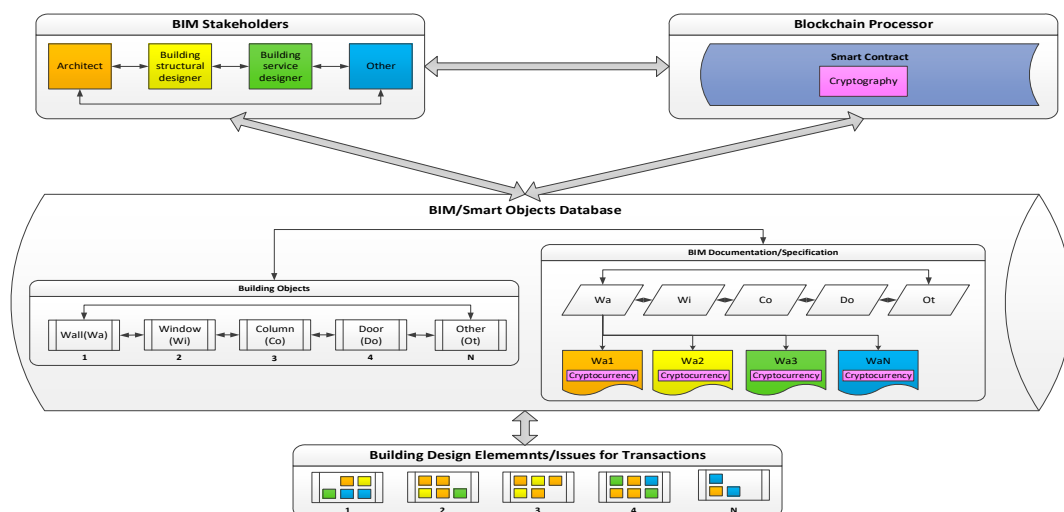 BIM Stakeholders
Architect
Building
structural
designer
Building
service
designer
Other
Blockchain Processor
Smart Contract
Cryptography
BIM/Smart Objects Database
Building Objects
Wall(Wa)
Window
(Wi)
Column
(Co)
Door
(Do)
Other
(Ot)
1
2
3
4
N
BIM Documentation/Specification
Wa
Wi
Co
Do
Ot
Wa1
Cryptocurrency
Wa2
Cryptocurrency
Wa3
Cryptocurrency
WaN
Cryptocurrency
Building Design Elememnts/Issues for Transactions
1
2
3
4
N